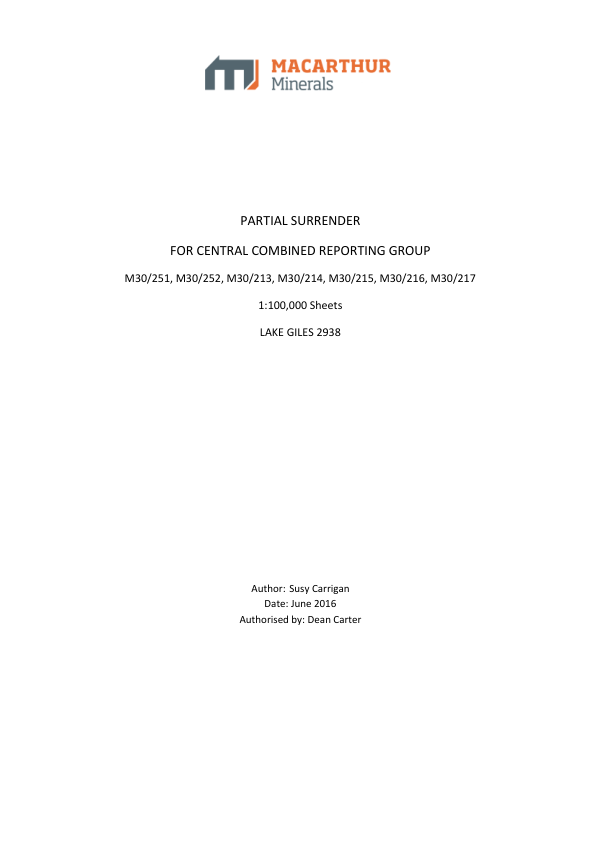 MACARTHUR
Minerals
PARTIAL SURRENDER
FOR CENTRAL COMBINED REPORTING GROUP
M30/251, M30/252, M30/213, M30/214, M30/215, M30/216, M30/217
1:100,000 Sheets
LAKE GILES 2938
Author: Susy Carrigan
Date: June 2016
Authorised by: Dean Carter